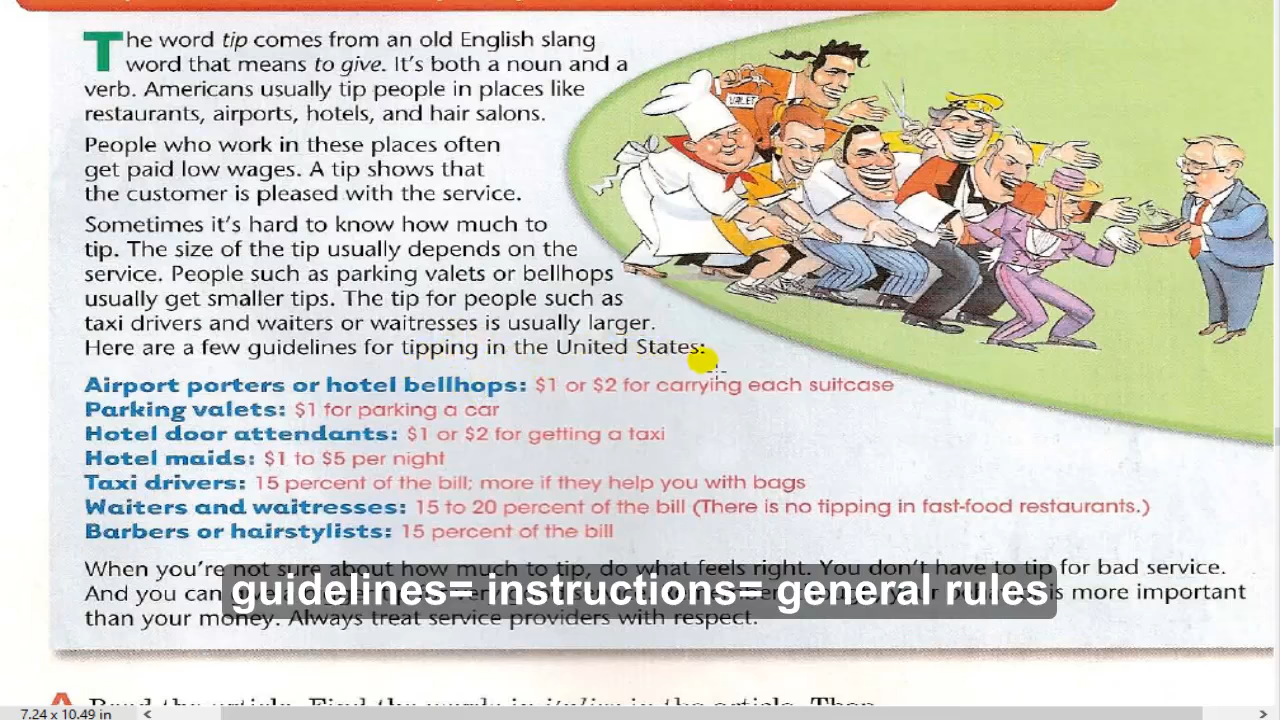 The word tip comes from an old English slang
word that means to give. It's both a noun and a
verb. Americans usually tip people in places like
restaurants, airports, hotels, and hair salons.
People who work in these places often
get paid low wages. A tip shows that
the customer is pleased with the service.
Sometimes it's hard to know how much to
tip. The size of the tip usually depends on the
service. People such as parking valets or bellhops
usually get smaller tips. The tip for people such as
taxi drivers and waiters or waitresses is usually larger.
Here are a few guidelines for tipping in the United States:
VALET
Airport porters or hotel bellhops: $1 or $2 for carrying each suitcase
Parking valets: $1 for parking a car
Hotel door attendants: $1 or $2 for getting a taxi
Hotel maids: $1 to $5 per night
Taxi drivers: 15 percent of the bill; more if they help you with bags
Waiters and waitresses: 15 to 20 percent of the bill (There is no tipping in fast-food restaurants.)
Barbers or hairstylists: 15 percent of the bill
When you're not sure about how much to tip, do what feels right. You don't have to tip for bad service.
And you can is more important
than your money. Always treat service providers with respect.
guidelines= instructions= general rules
A Read the article. Find the words in italics in the article. Then
7.24 x 10.49 in